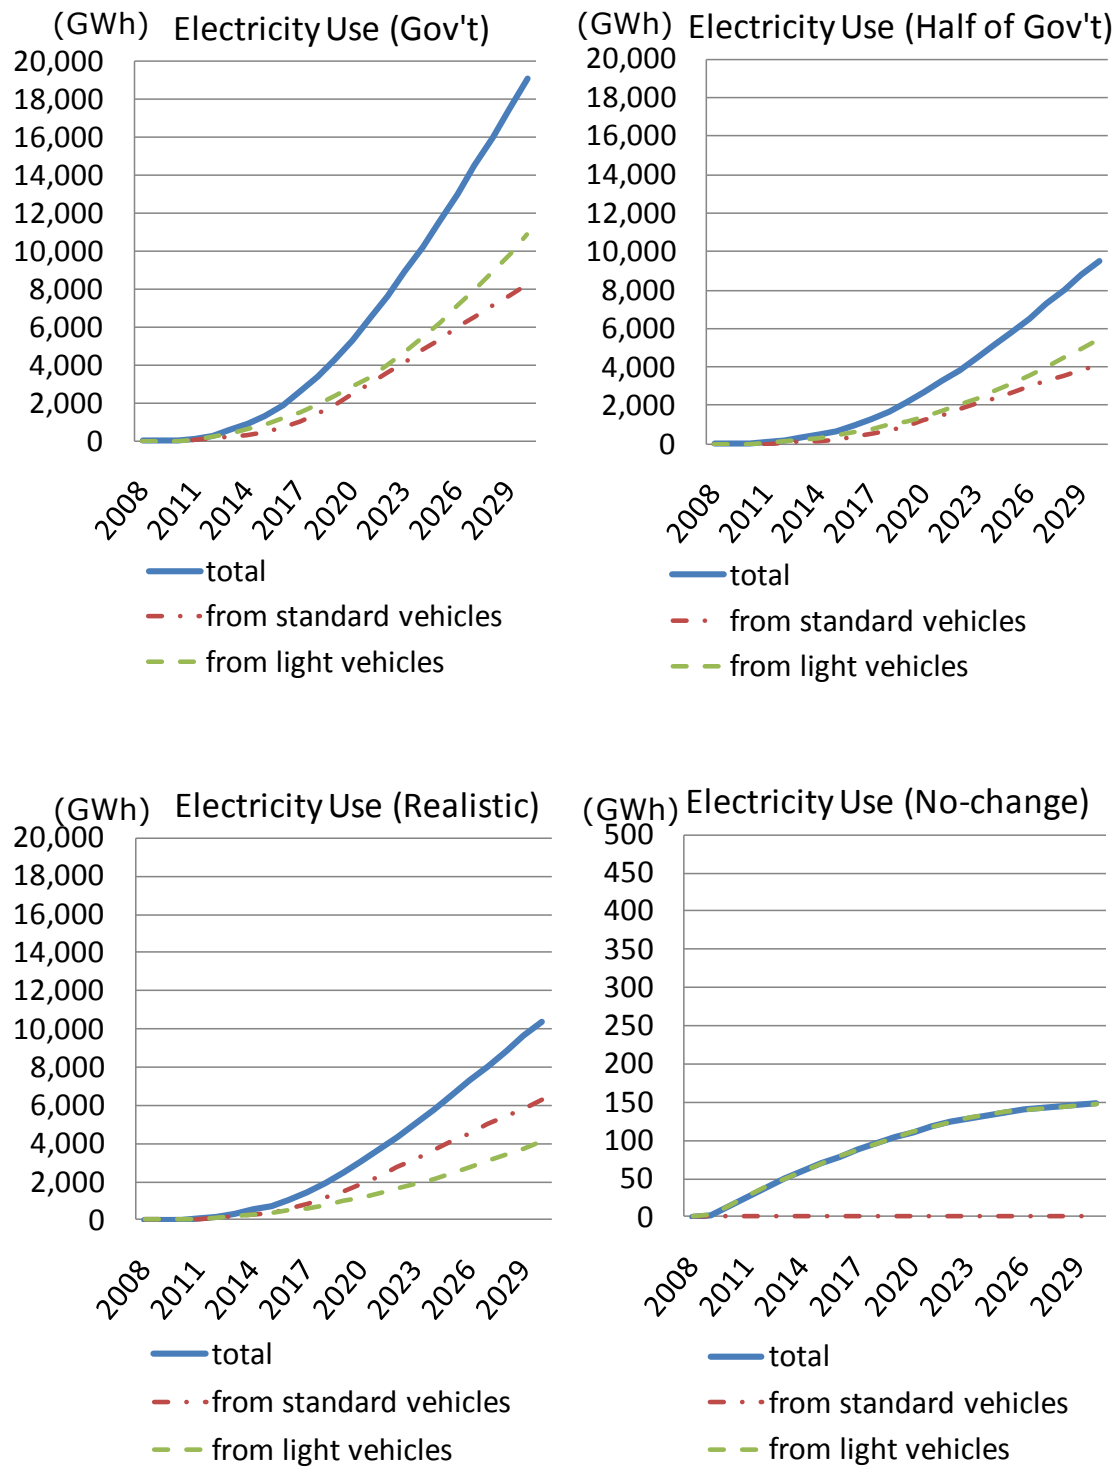 (GWh) Electricity Use (Gov't)
20,000
18,000
16,000
14,000
12,000
10,000
8,000
6,000
4,000
2,000
0
2008 2011 2014 2017 2020 2023 2026 2029
total
from standard vehicles
from light vehicles
(GWh) Electricity Use (Half of Gov't)
20,000
18,000
16,000
14,000
12,000
10,000
8,000
6,000
4,000
2,000
0
2008 2011 2014 2017 2020 2023 2026 2029
total
from standard vehicles
from light vehicles
(GWh) Electricity Use (Realistic)
20,000
18,000
16,000
14,000
12,000
10,000
8,000
6,000
4,000
2,000
0
2008 2011 2014 2017 2020 2023 2026 2029
total
from standard vehicles
from light vehicles
(GWh) Electricity Use (No-change)
500
450
400
350
300
250
200
150
100
50
0
2008 2011 2014 2017 2020 2023 2026 2029
total
from standard vehicles
from light vehicles